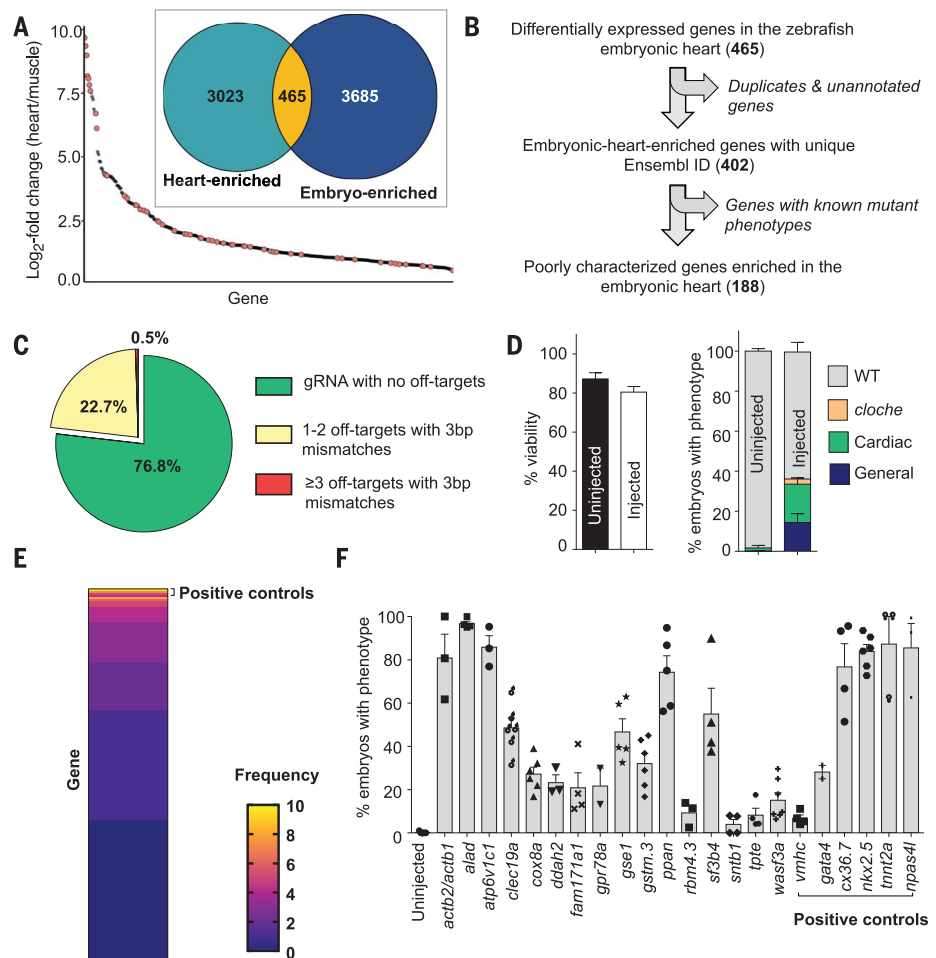 A
Log2-fold change (heart/muscle)
10.0
7.5
5.0
2.5
0.0
Gene
3023
465
3685
Heart-enriched
Embryo-enriched
B
Differentially expressed genes in the zebrafish
embryonic heart (465)
Duplicates & unannotated
genes
Embryonic-heart-enriched genes with unique
Ensembl ID (402)
Genes with known mutant
phenotypes
Poorly characterized genes enriched in the
embryonic heart (188)
C
0.5%
22.7%
76.8%
gRNA with no off-targets
1-2 off-targets with 3bp
mismatches
≥3 off-targets with 3bp
mismatches
D
% viability
100
80
60
40
20
0
Uninjected
Injected
% embryos with phenotype
100
80
60
40
20
0
Uninjected
Injected
WT
cloche
Cardiac
General
E
Positive controls
Gene
Frequency
10
8
6
4
2
0
F
% embryos with phenotype
100
80
60
40
20
0
Uninjected
actb2/actb1
alad
atp6v1c1
clec19a
cox8a
ddah2
fam171a1
gpr78a
gse1
gstm.3
ppan
rbm4.3
sf3b4
sntb1
tpte
wasf3a
vmhc
gata4
cx36.7
nkx2.5
tnnt2a
npas4l
Positive controls